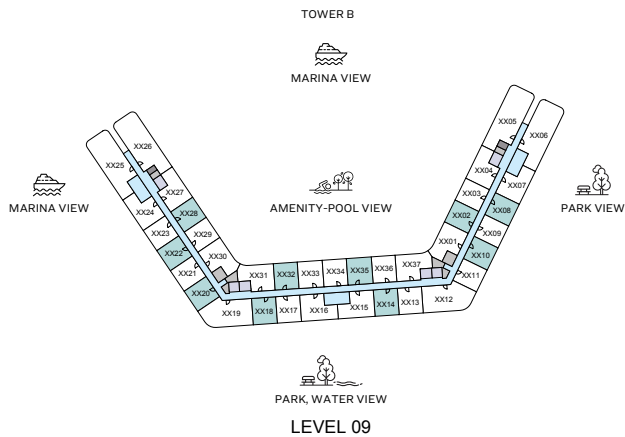 TOWER B
MARINA VIEW
XX05
XX06
XX26
XX25
XX04
XX07
XX27
XX03
XX24
XX28
MARINA VIEW
AMENITY-POOL VIEW
XX02
XX08
PARK VIEW
XX23
XX29
XX09
XX22
XX30
XX01
XX10
XX21
XX31
XX32
XX33
XX34
XX35
XX36
XX37
XX11
XX20
XX19
XX18
XX17
XX16
XX15
XX14
XX13
XX12
PARK, WATER VIEW
LEVEL 09